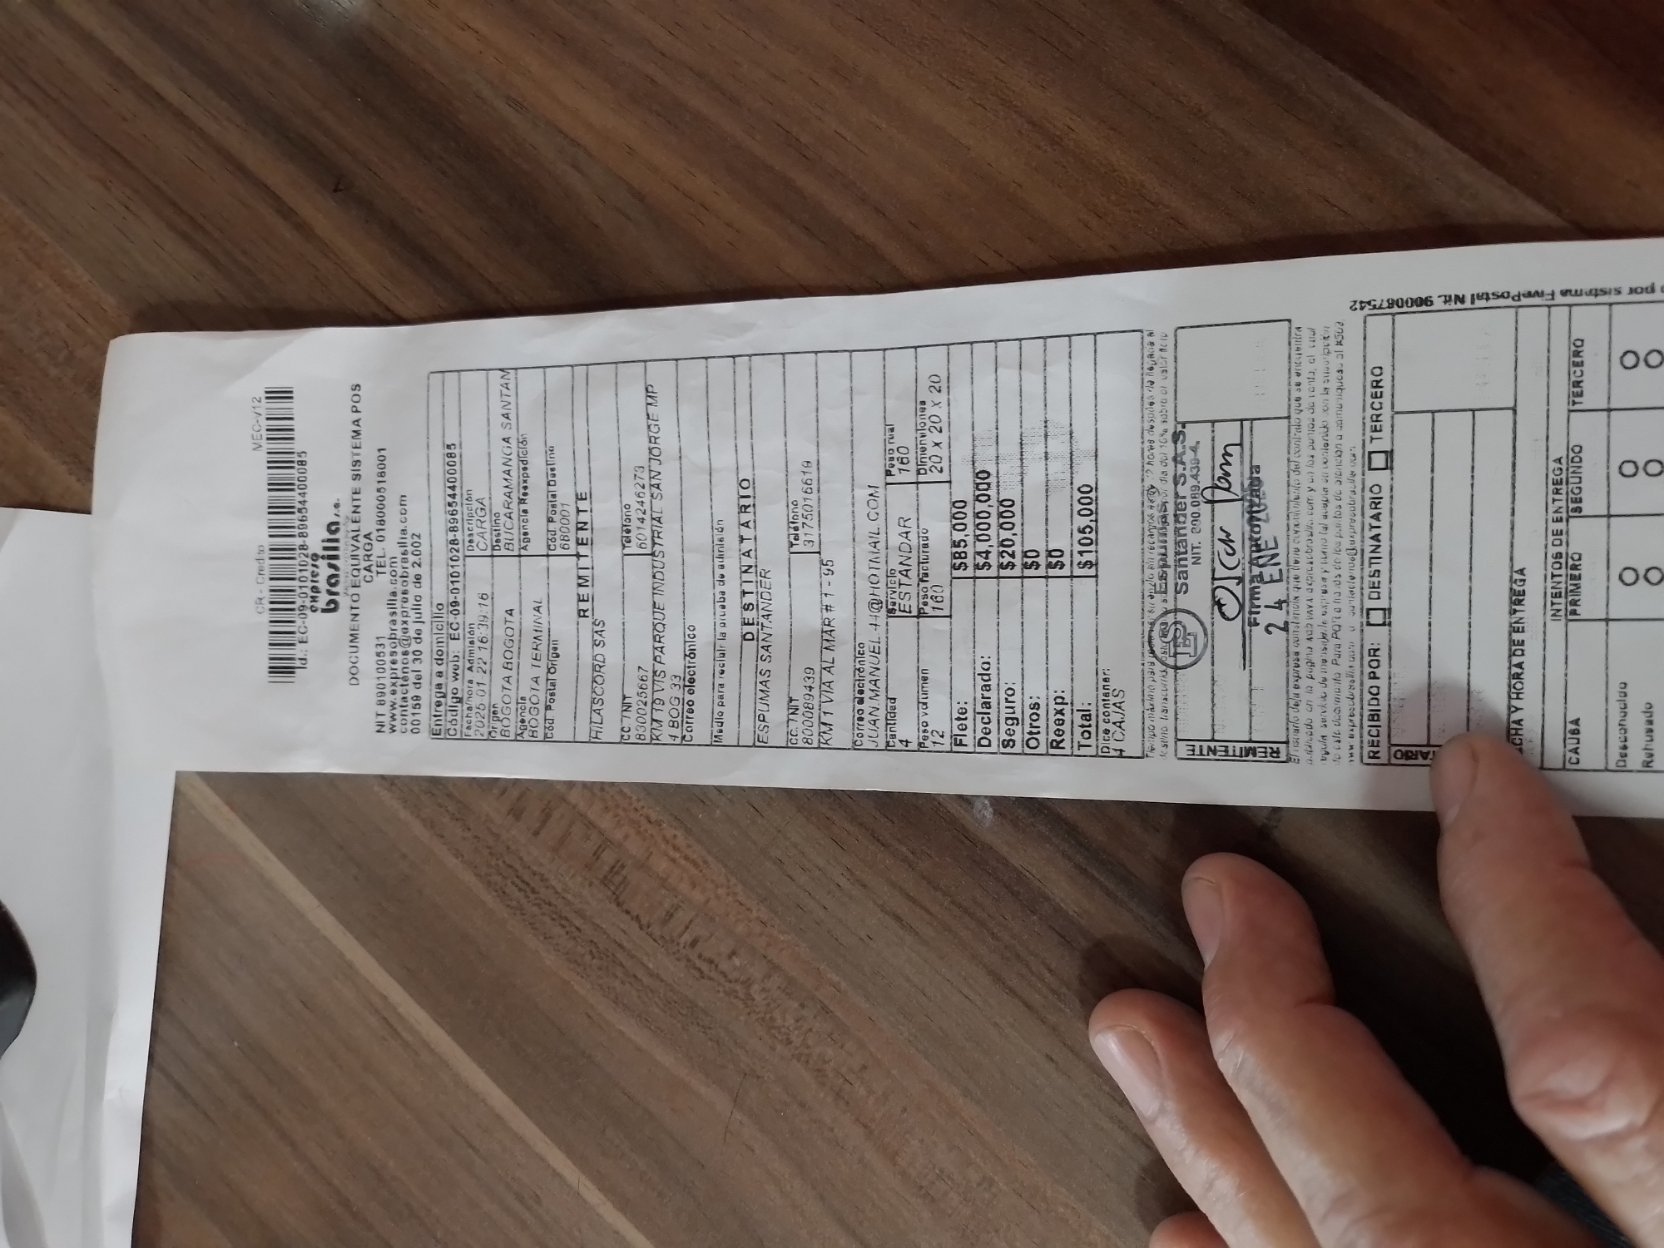 CR - Credito MEC-V12
Id.: EC-09-0101028-89654400085
expreso
brasilia s.a.
DOCUMENTO EQUIVALENTE SISTEMA POS
CARGA
NIT 890100531 TEL. 018000518001
www.expresobrasilia.com
contactenos@expresobrasilia.com
00159 del 30 de julio de 2.002
Entrega a domicilio
Código web: EC-09-0101028-89654400085
Fecha/hora Admisión Descripción
2025-01-22 16:39:16 CARGA
Origen Destino
BOGOTA BOGOTA BUCARAMANGA SANTAN
Agencia Agencia Reexpedición
BOGOTA TERMINAL
Cód. Postal Origen Cód. Postal Destino
680001
REMITENTE
HILASCORD SAS
CC./NIT Teléfono
830025667 6014246273
KM 19 VIS PARQUE INDUSTRIAL SAN JORGE MP
4 BOG 33
Correo electrónico
Medio para recibir la prueba de admisión
DESTINATARIO
ESPUMAS SANTANDER
CC./NIT Teléfono
800089439 3175016619
KM 1 VIA AL MAR # 1 - 95
Correo electrónico
JUAN.MANUEL-11@HOTMAIL.COM
Cantidad Servicio Peso real
4 ESTANDAR 160
Peso volumen Peso facturado Dimensiones
12 160 20 x 20 x 20
Flete: $85,000
Declarado: $4,000,000
Seguro: $20,000
Otros: $0
Reexp: $0
Total: $105,000
Dice contener:
4 CAJAS
Espumas
Santander S.A.S.
NIT.
REMITENTE
Oscar
Firma Autorizada
24 ENE 2025
RECIBIDO POR: DESTINATARIO TERCERO
FECHA Y HORA DE ENTREGA
INTENTOS DE ENTREGA
CAUSA PRIMERO SEGUNDO TERCERO
Desconocido
Rehusado
por sistema FivePostal Nit. 900087542